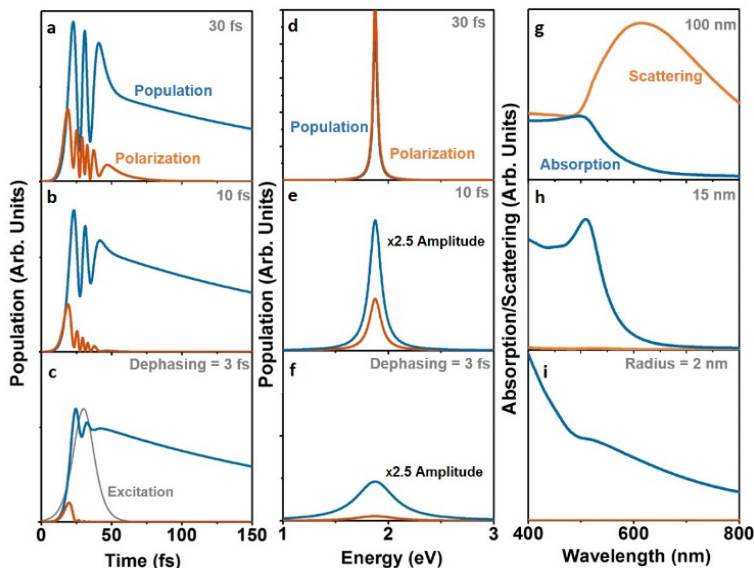 a
30 fs
Population
Polarization
b
10 fs
c
Dephasing = 3 fs
Excitation
Population (Arb. Units)
0
50
100
150
Time (fs)
d
30 fs
Population
Polarization
e
10 fs
x2.5 Amplitude
f
Dephasing = 3 fs
x2.5 Amplitude
Population (Arb. Units)
1
2
3
Energy (eV)
g
100 nm
Scattering
Absorption
h
15 nm
i
Radius = 2 nm
Absorption/Scattering (Arb. Units)
400
500
600
700
800
Wavelength (nm)